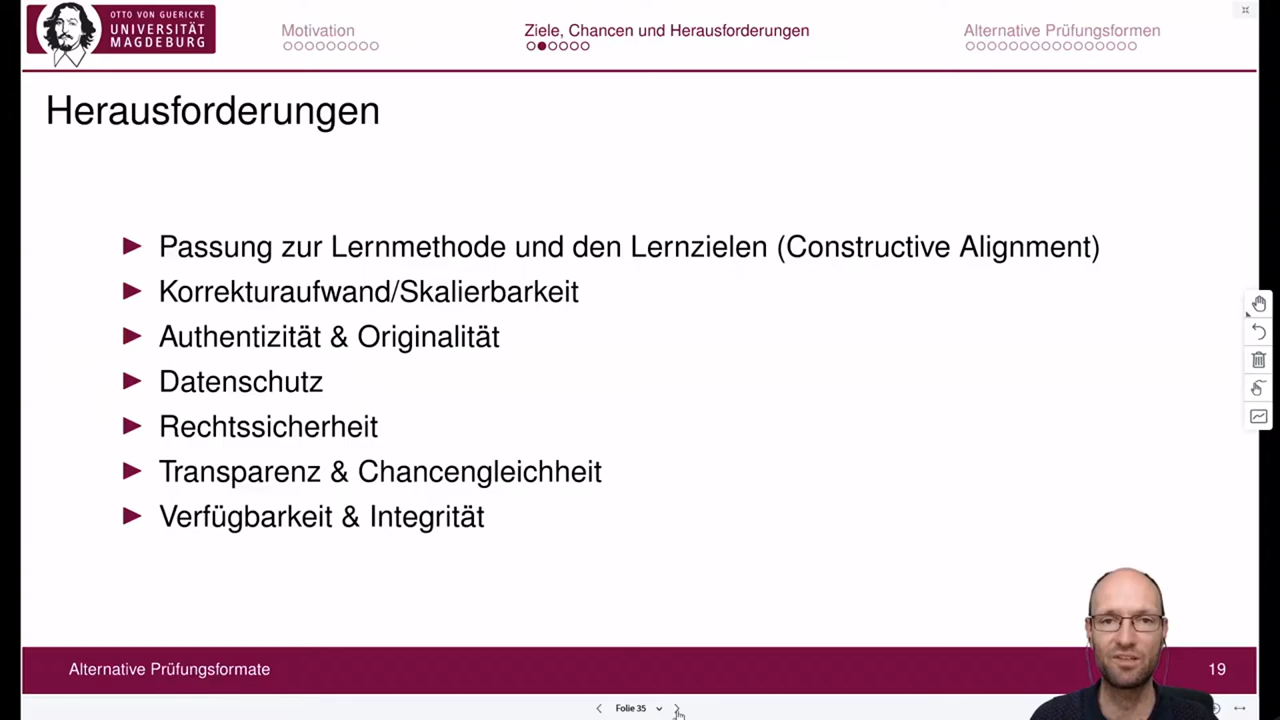 OTTO VON GUERICKE
UNIVERSITÄT
MAGDEBURG
Motivation
Ziele, Chancen und Herausforderungen
Alternative Prüfungsformen
Herausforderungen
Passung zur Lernmethode und den Lernzielen (Constructive Alignment)
Korrekturaufwand/Skalierbarkeit
Authentizität & Originalität
Datenschutz
Rechtssicherheit
Transparenz & Chancengleichheit
Verfügbarkeit & Integrität
Alternative Prüfungsformate
19
Folie 35